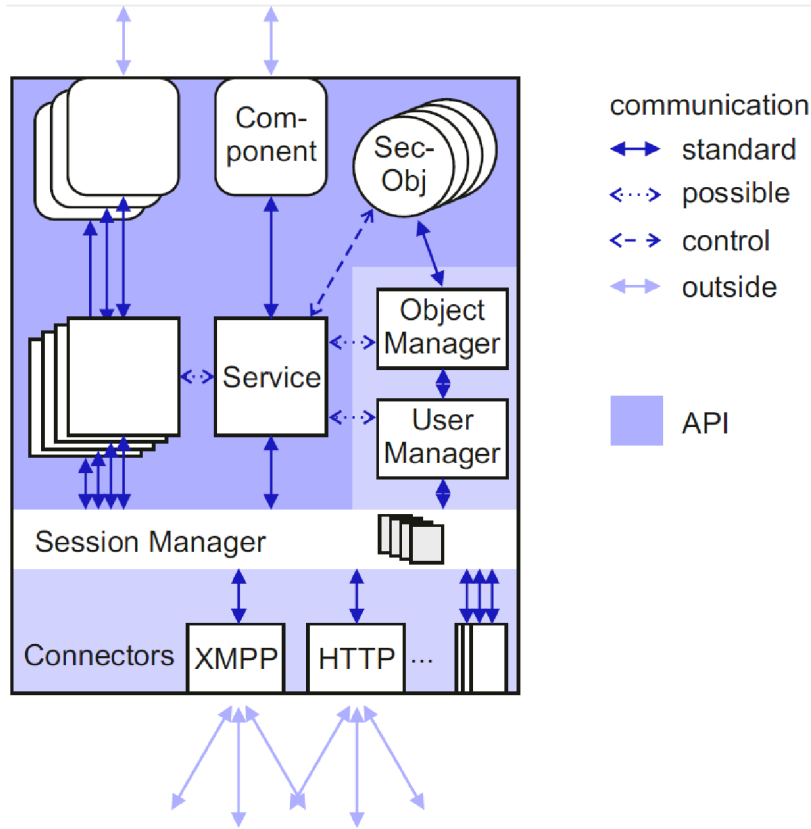 Com-
ponent
Sec-
Obj
communication
standard
possible
control
outside
Object
Manager
Service
User
Manager
API
Session Manager
Connectors
XMPP
HTTP
...